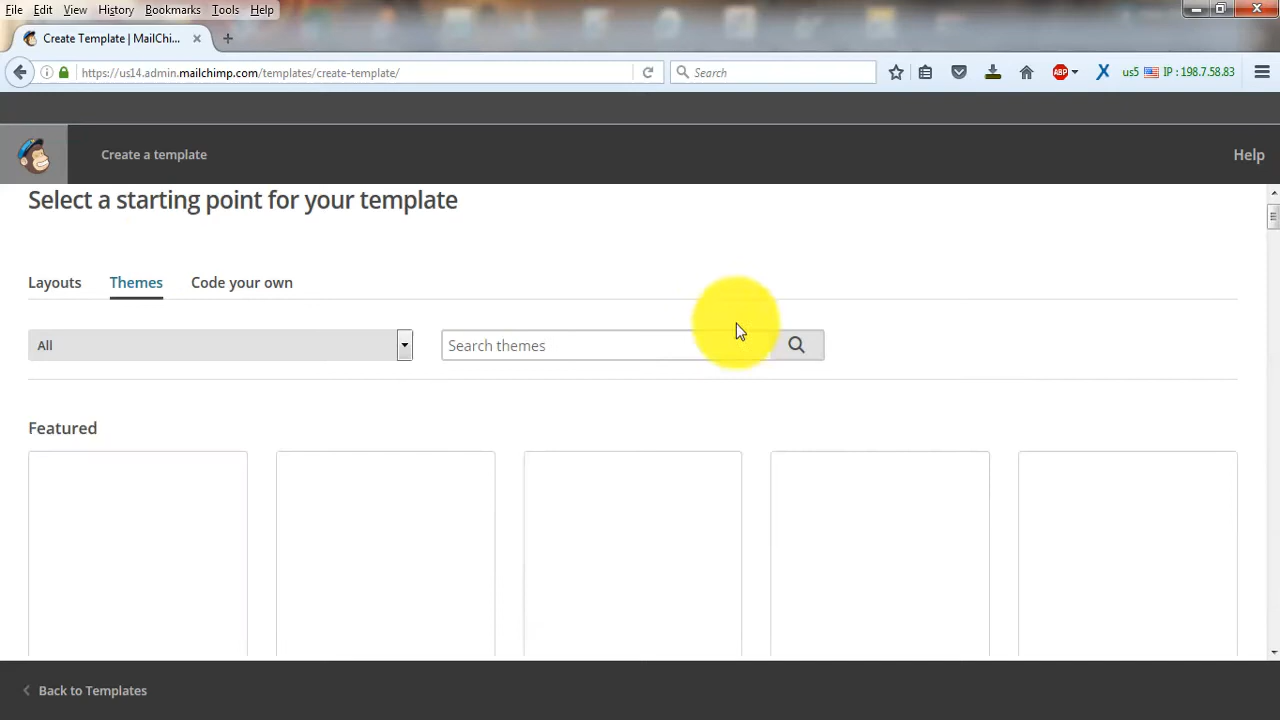 File Edit View History Bookmarks Tools Help
Create Template | MailChi...
https://us14.admin.mailchimp.com/templates/create-template/
Search
ABP
us5 IP : 198.7.58.83
Create a template
Help
Select a starting point for your template
Layouts Themes Code your own
All
Search themes
Featured
Back to Templates